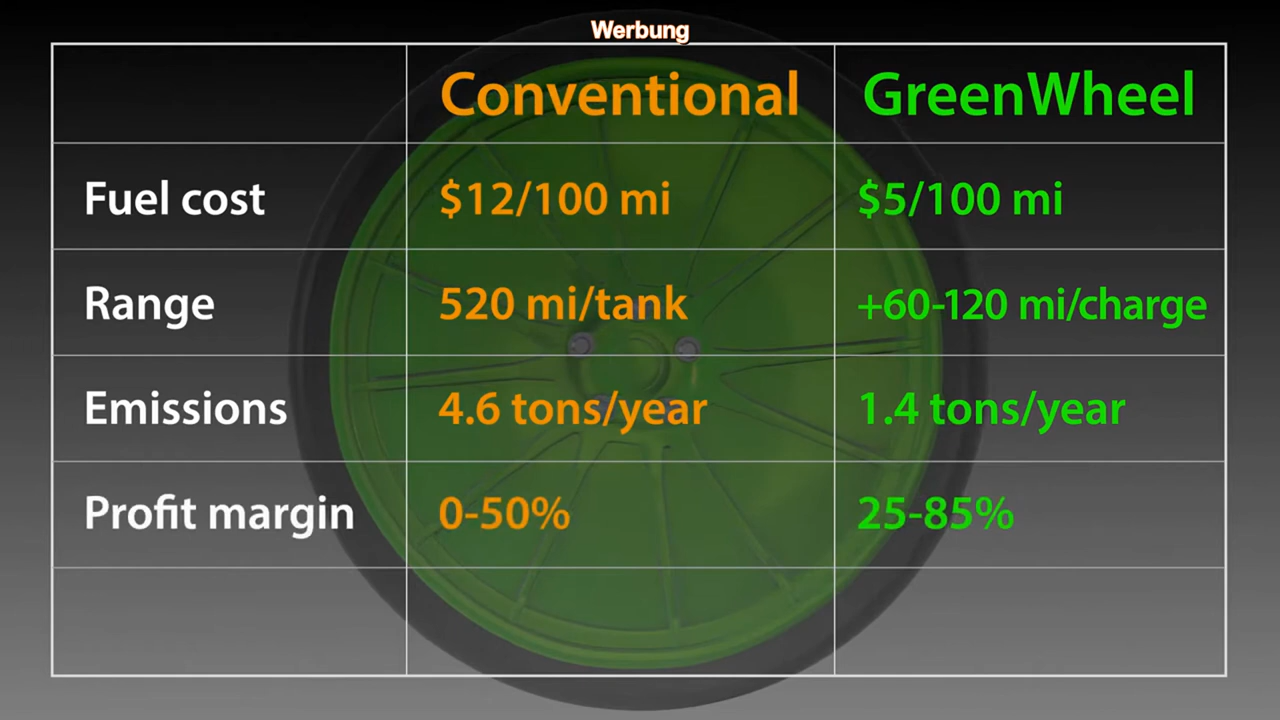 Werbung
Conventional GreenWheel
Fuel cost $12/100 mi $5/100 mi
Range 520 mi/tank +60-120 mi/charge
Emissions 4.6 tons/year 1.4 tons/year
Profit margin 0-50% 25-85%